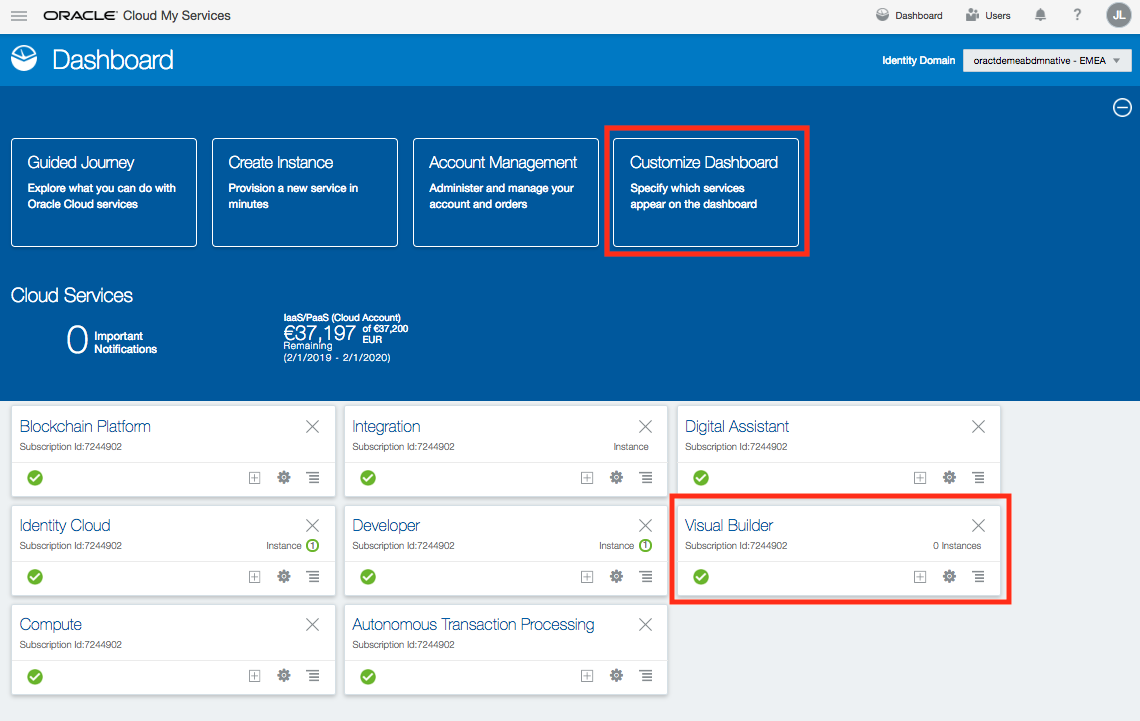 ORACLE Cloud My Services
Dashboard
Users
?
JL
Dashboard
Identity Domain
oractdemeabdmnative - EMEA
Guided Journey
Explore what you can do with
Oracle Cloud services
Create Instance
Provision a new service in
minutes
Account Management
Administer and manage your
account and orders
Customize Dashboard
Specify which services
appear on the dashboard
Cloud Services
0 Important
Notifications
IaaS/PaaS (Cloud Account)
€37,197 of €37,200
EUR
Remaining
(2/1/2019 - 2/1/2020)
Blockchain Platform
Subscription Id:7244902
Integration
Subscription Id:7244902
Instance
Digital Assistant
Subscription Id:7244902
Identity Cloud
Subscription Id:7244902
Instance 1
Developer
Subscription Id:7244902
Instance 1
Visual Builder
Subscription Id:7244902
0 Instances
Compute
Subscription Id:7244902
Autonomous Transaction Processing
Subscription Id:7244902